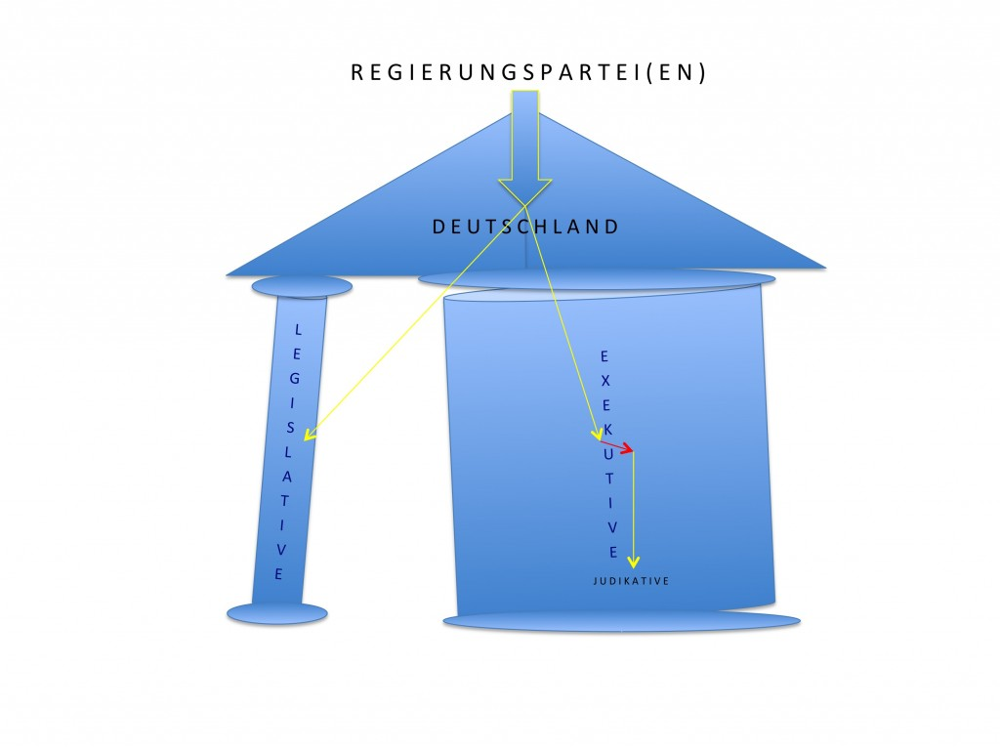 REGIERUNGSPARTEI(EN)
DEUTSCHLAND
LEGISLATIVE
EXEKUTIVE
JUDIKATIVE